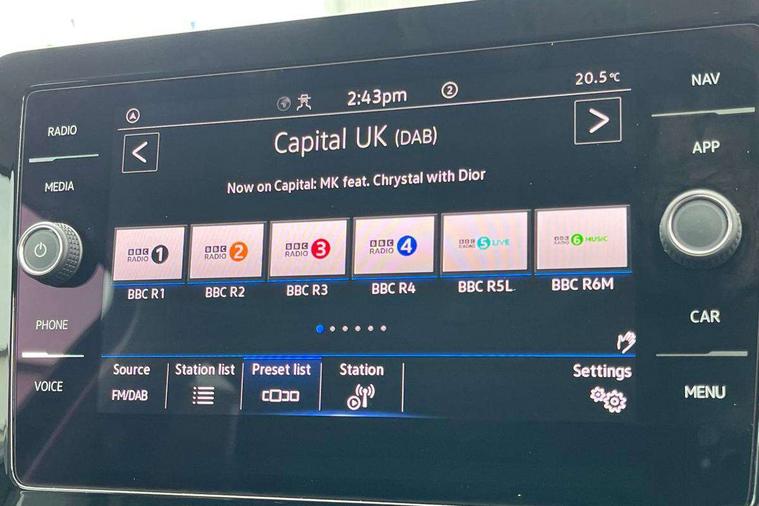 RADIO
MEDIA
PHONE
VOICE
2:43pm
2
20.5°C
Capital UK (DAB)
Now on Capital: MK feat. Chrystal with Dior
BBC RADIO 1
BBC RADIO 2
BBC RADIO 3
BBC RADIO 4
BBC RADIO 5 LIVE
BBC RADIO 6 MUSIC
BBC R1
BBC R2
BBC R3
BBC R4
BBC R5L
BBC R6M
Source
FM/DAB
Station list
Preset list
Station
Settings
NAV
APP
CAR
MENU